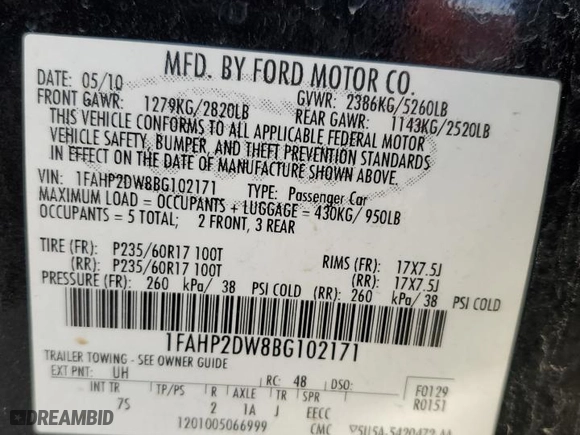 MFD. BY FORD MOTOR CO.
DATE: 05/10 GVWR: 2386KG/5260LB
FRONT GAWR: 1279KG/2820LB REAR GAWR: 1143KG/2520LB
THIS VEHICLE CONFORMS TO ALL APPLICABLE FEDERAL MOTOR
VEHICLE SAFETY, BUMPER, AND THEFT PREVENTION STANDARDS
IN EFFECT ON THE DATE OF MANUFACTURE SHOWN ABOVE.
VIN: 1FAHP2DW8BG102171 TYPE: Passenger Car
MAXIMUM LOAD = OCCUPANTS + LUGGAGE = 430KG/ 950LB
OCCUPANTS = 5 TOTAL; 2 FRONT, 3 REAR
TIRE (FR): P235/60R17 100T RIMS (FR): 17X7.5J
(RR): P235/60R17 100T (RR): 17X7.5J
PRESSURE (FR): 260 kPa/ 38 PSI COLD (RR): 260 kPa/ 38 PSI COLD
1FAHP2DW8BG102171
TRAILER TOWING - SEE OWNER GUIDE
EXT PNT: UH RC: 48 DSO: F0129
INT TR TP/PS R AXLE TR SPR R0151
75 2 1A J EECC
1201005066999 CMC
DREAMBID